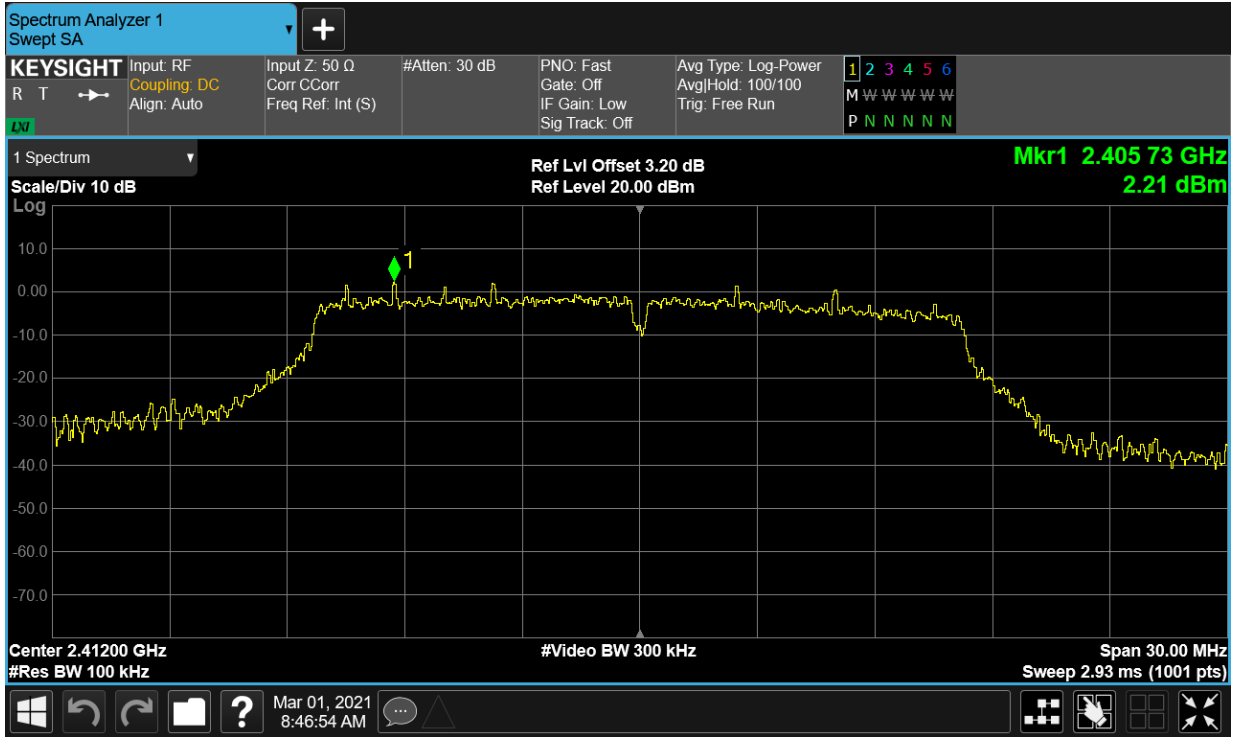 Spectrum Analyzer 1
Swept SA
+
KEYSIGHT
R T
LXI
Input: RF
Coupling: DC
Align: Auto
Input Z: 50 Ω
Corr CCorr
Freq Ref: Int (S)
#Atten: 30 dB
PNO: Fast
Gate: Off
IF Gain: Low
Sig Track: Off
Avg Type: Log-Power
Avg|Hold: 100/100
Trig: Free Run
1 2 3 4 5 6
M W W W W W
P N N N N N
1 Spectrum
Scale/Div 10 dB
Log
Ref Lvl Offset 3.20 dB
Ref Level 20.00 dBm
Mkr1 2.405 73 GHz
2.21 dBm
10.0
1
0.00
-10.0
-20.0
-30.0
-40.0
-50.0
-60.0
-70.0
Center 2.41200 GHz
#Res BW 100 kHz
#Video BW 300 kHz
Span 30.00 MHz
Sweep 2.93 ms (1001 pts)
?
Mar 01, 2021
8:46:54 AM